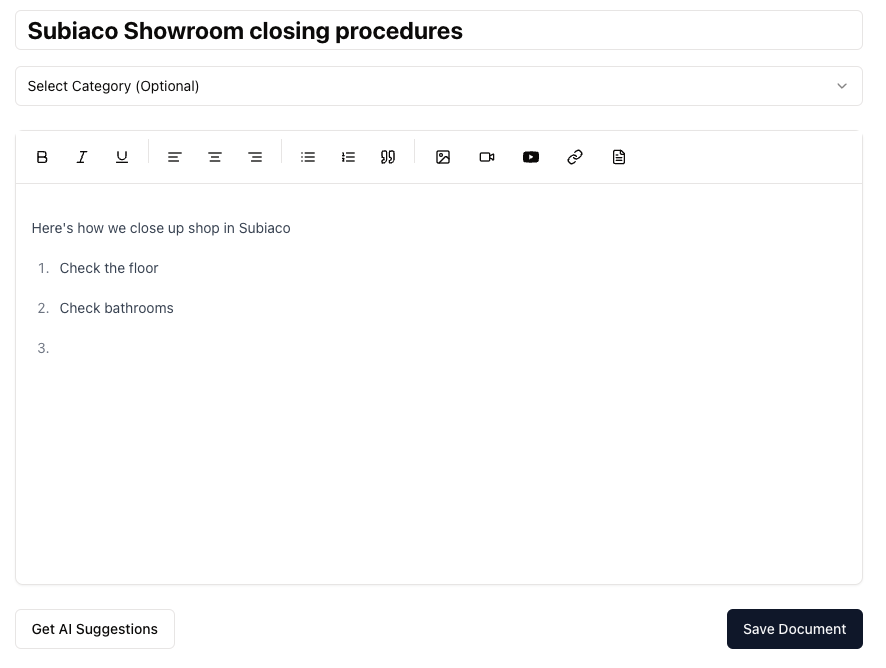 Subiaco Showroom closing procedures
Select Category (Optional)
Here's how we close up shop in Subiaco
1. Check the floor
2. Check bathrooms
3.
Get AI Suggestions
Save Document